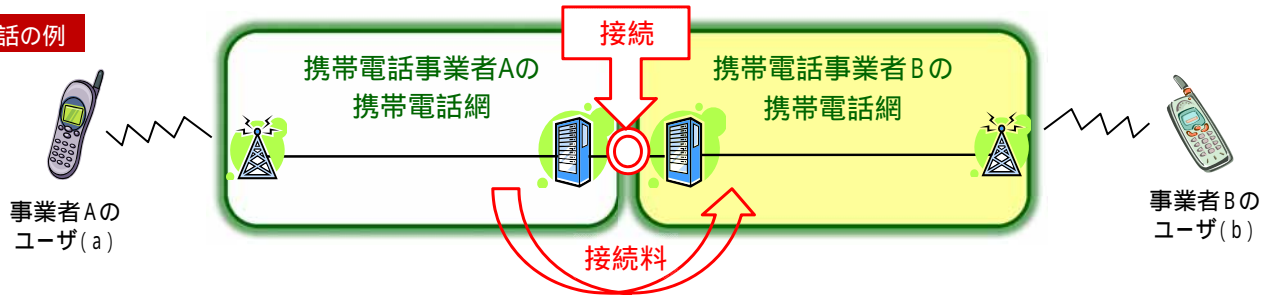 話の例
接続
携帯電話事業者Aの
携帯電話網
携帯電話事業者Bの
携帯電話網
事業者Aの
ユーザ(a)
事業者Bの
ユーザ(b)
接続料